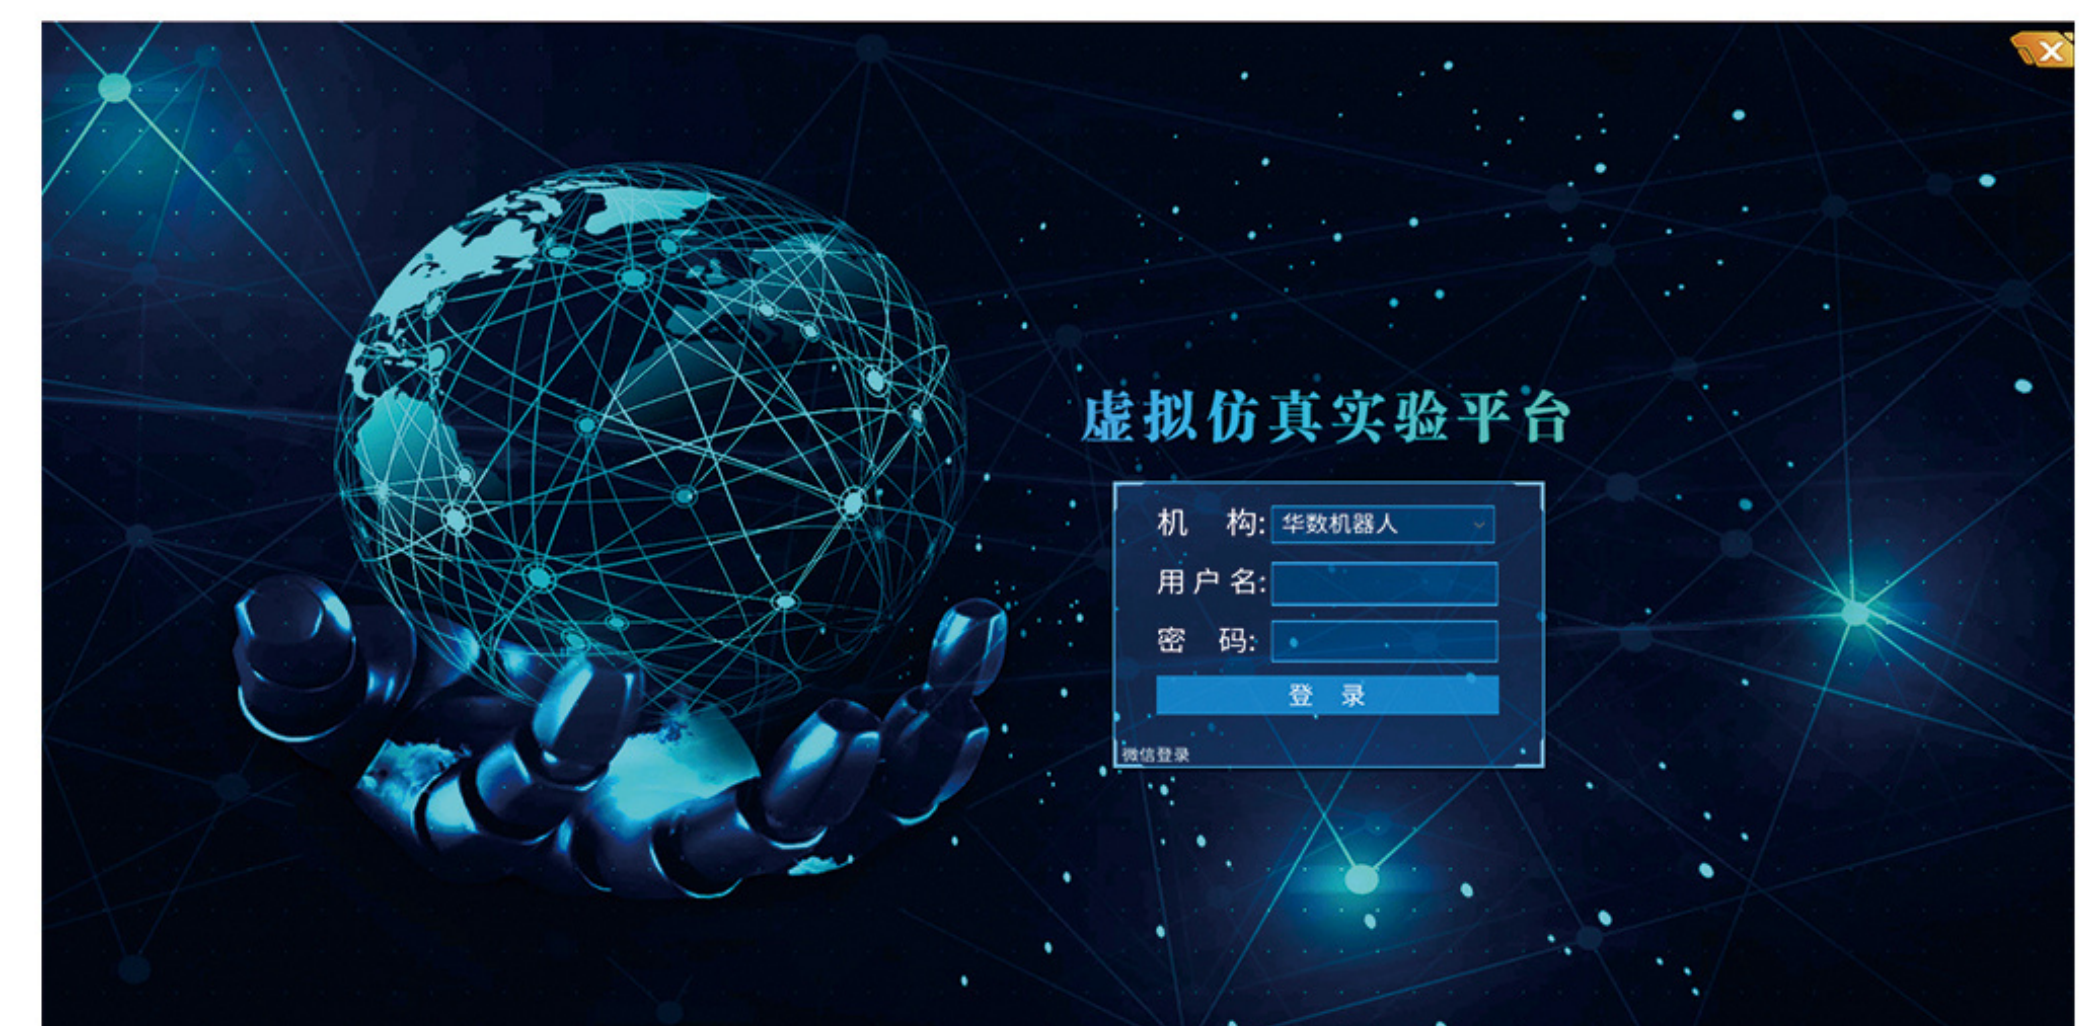 虚拟仿真实验平台
机 构: 华数机器人
用户名:
密 码:
登 录
微信登录